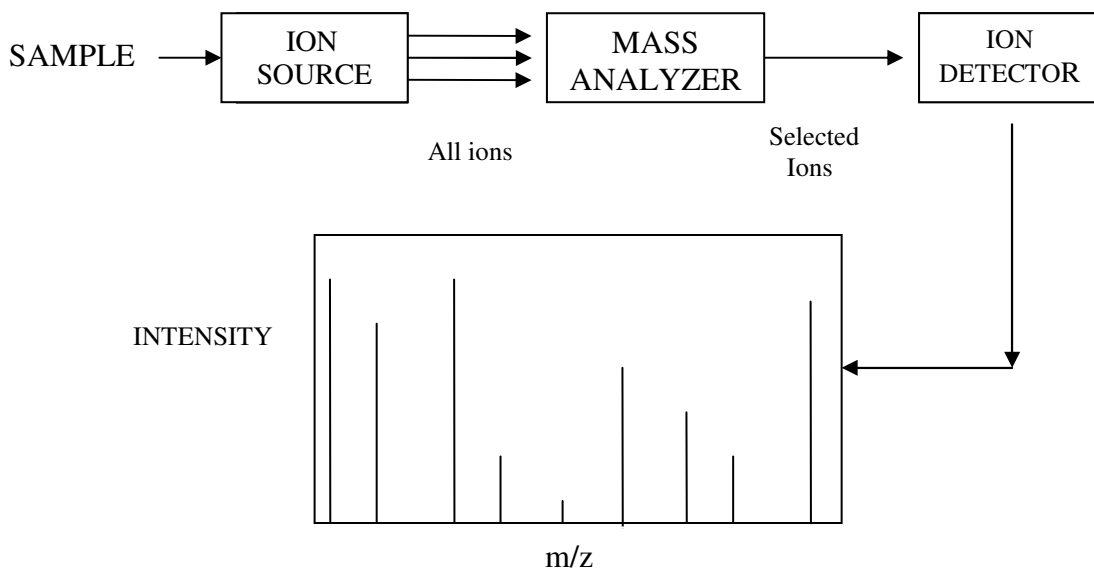 SAMPLE
ION
SOURCE
MASS
ANALYZER
ION
DETECTOR
All ions
Selected
Ions
INTENSITY
m/z